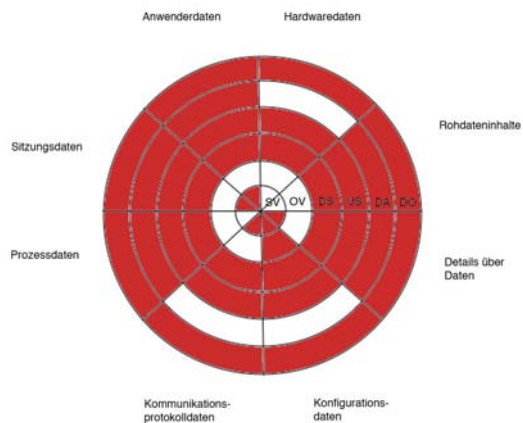 Anwenderdaten
Hardwaredaten
Sitzungsdaten
Rohdateninhalte
SV OV DS US DA DO
Prozessdaten
Details über
Daten
Kommunikations-
protokolldaten
Konfigurations-
daten